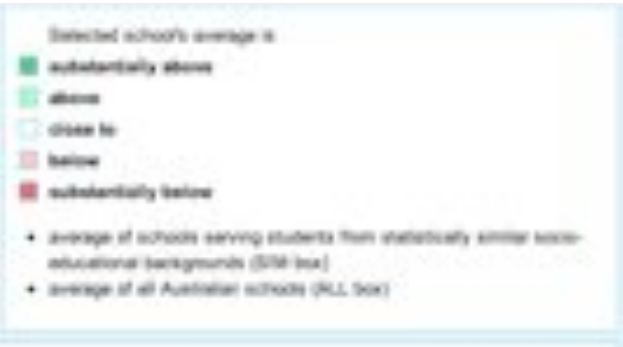 Selected school's average is
substantially above
above
close to
below
substantially below
• average of schools serving students from statistically similar socio-
educational backgrounds (SIM box)
• average of all Australian schools (ALL box)